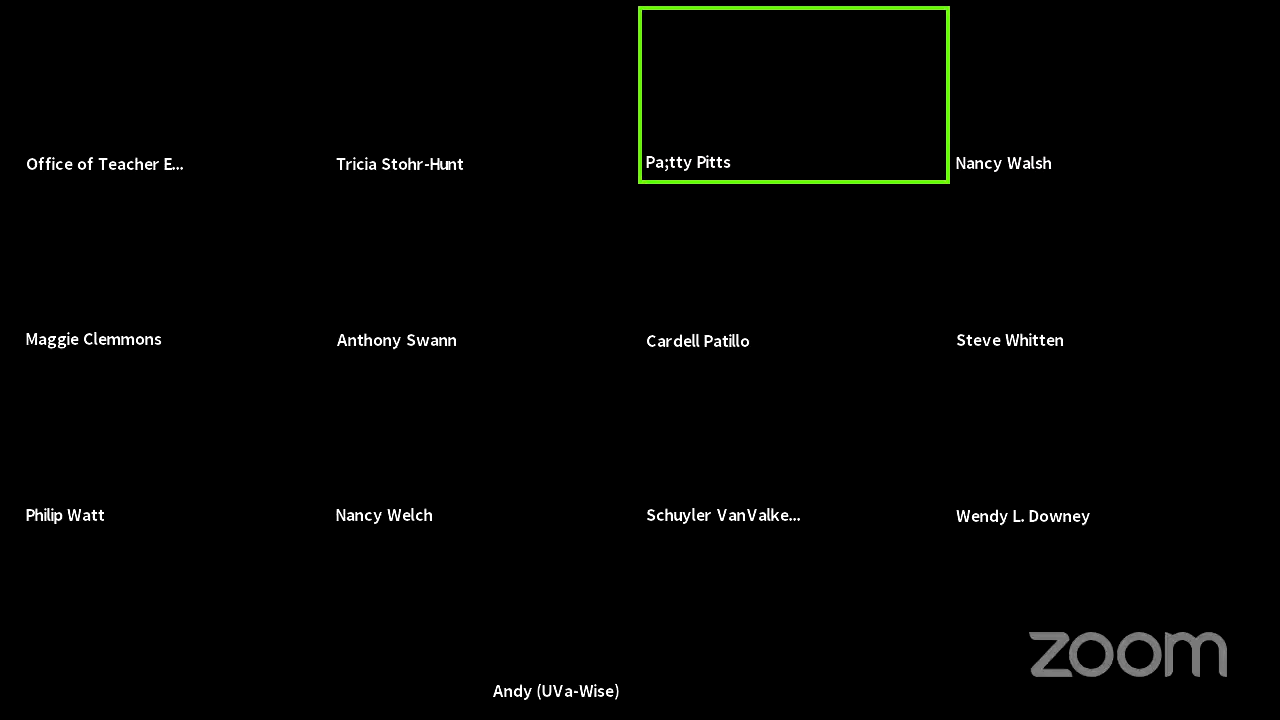 Office of Teacher E...
Tricia Stohr-Hunt
Pa;tty Pitts
Nancy Walsh
Maggie Clemmons
Anthony Swann
Cardell Patillo
Steve Whitten
Philip Watt
Nancy Welch
Schuyler VanValke...
Wendy L. Downey
Andy (UVa-Wise)
zoom